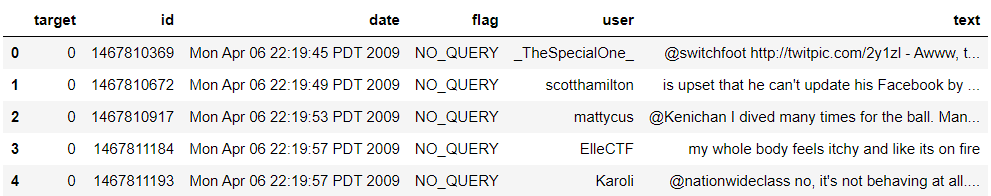 target id date flag user text
0 0 1467810369 Mon Apr 06 22:19:45 PDT 2009 NO_QUERY _TheSpecialOne_ @switchfoot http://twitpic.com/2y1zl - Awww, t...
1 0 1467810672 Mon Apr 06 22:19:49 PDT 2009 NO_QUERY scotthamilton is upset that he can't update his Facebook by ...
2 0 1467810917 Mon Apr 06 22:19:53 PDT 2009 NO_QUERY mattycus @Kenichan I dived many times for the ball. Man...
3 0 1467811184 Mon Apr 06 22:19:57 PDT 2009 NO_QUERY ElleCTF my whole body feels itchy and like its on fire
4 0 1467811193 Mon Apr 06 22:19:57 PDT 2009 NO_QUERY Karoli @nationwideclass no, it's not behaving at all....